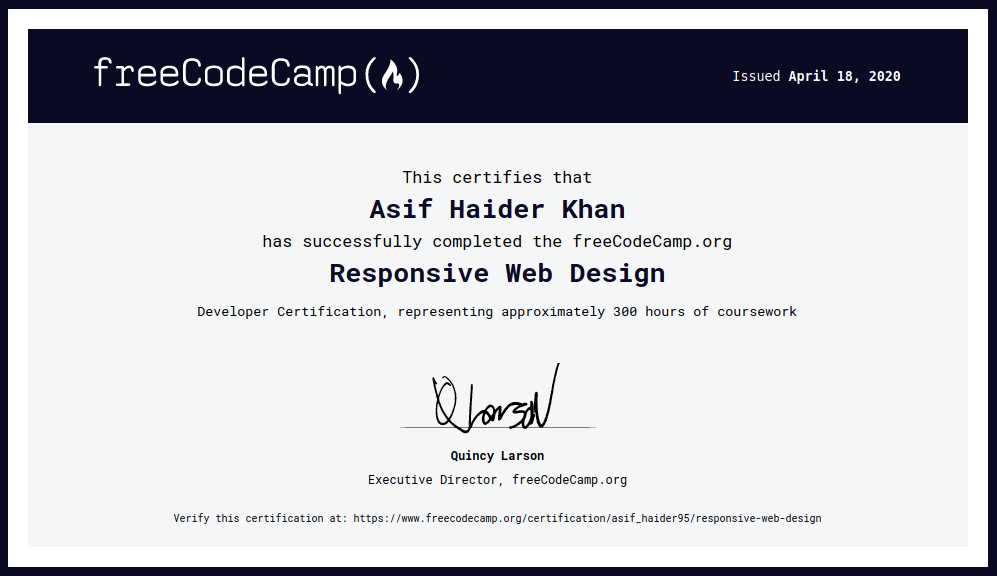 freeCodeCamp(🔥)
Issued April 18, 2020
This certifies that
Asif Haider Khan
has successfully completed the freeCodeCamp.org
Responsive Web Design
Developer Certification, representing approximately 300 hours of coursework
QLarson
Quincy Larson
Executive Director, freeCodeCamp.org
Verify this certification at: https://www.freecodecamp.org/certification/asif_haider95/responsive-web-design